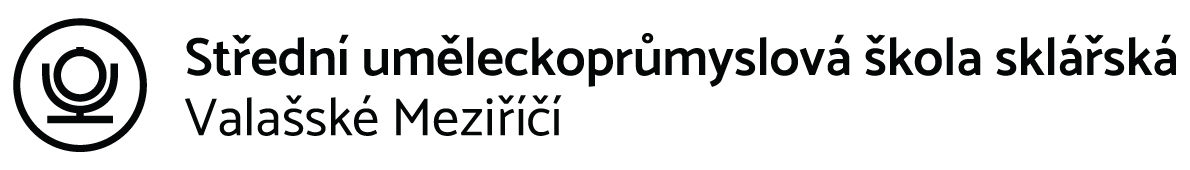 Střední uměleckoprůmyslová škola sklářská
Valašské Meziříčí